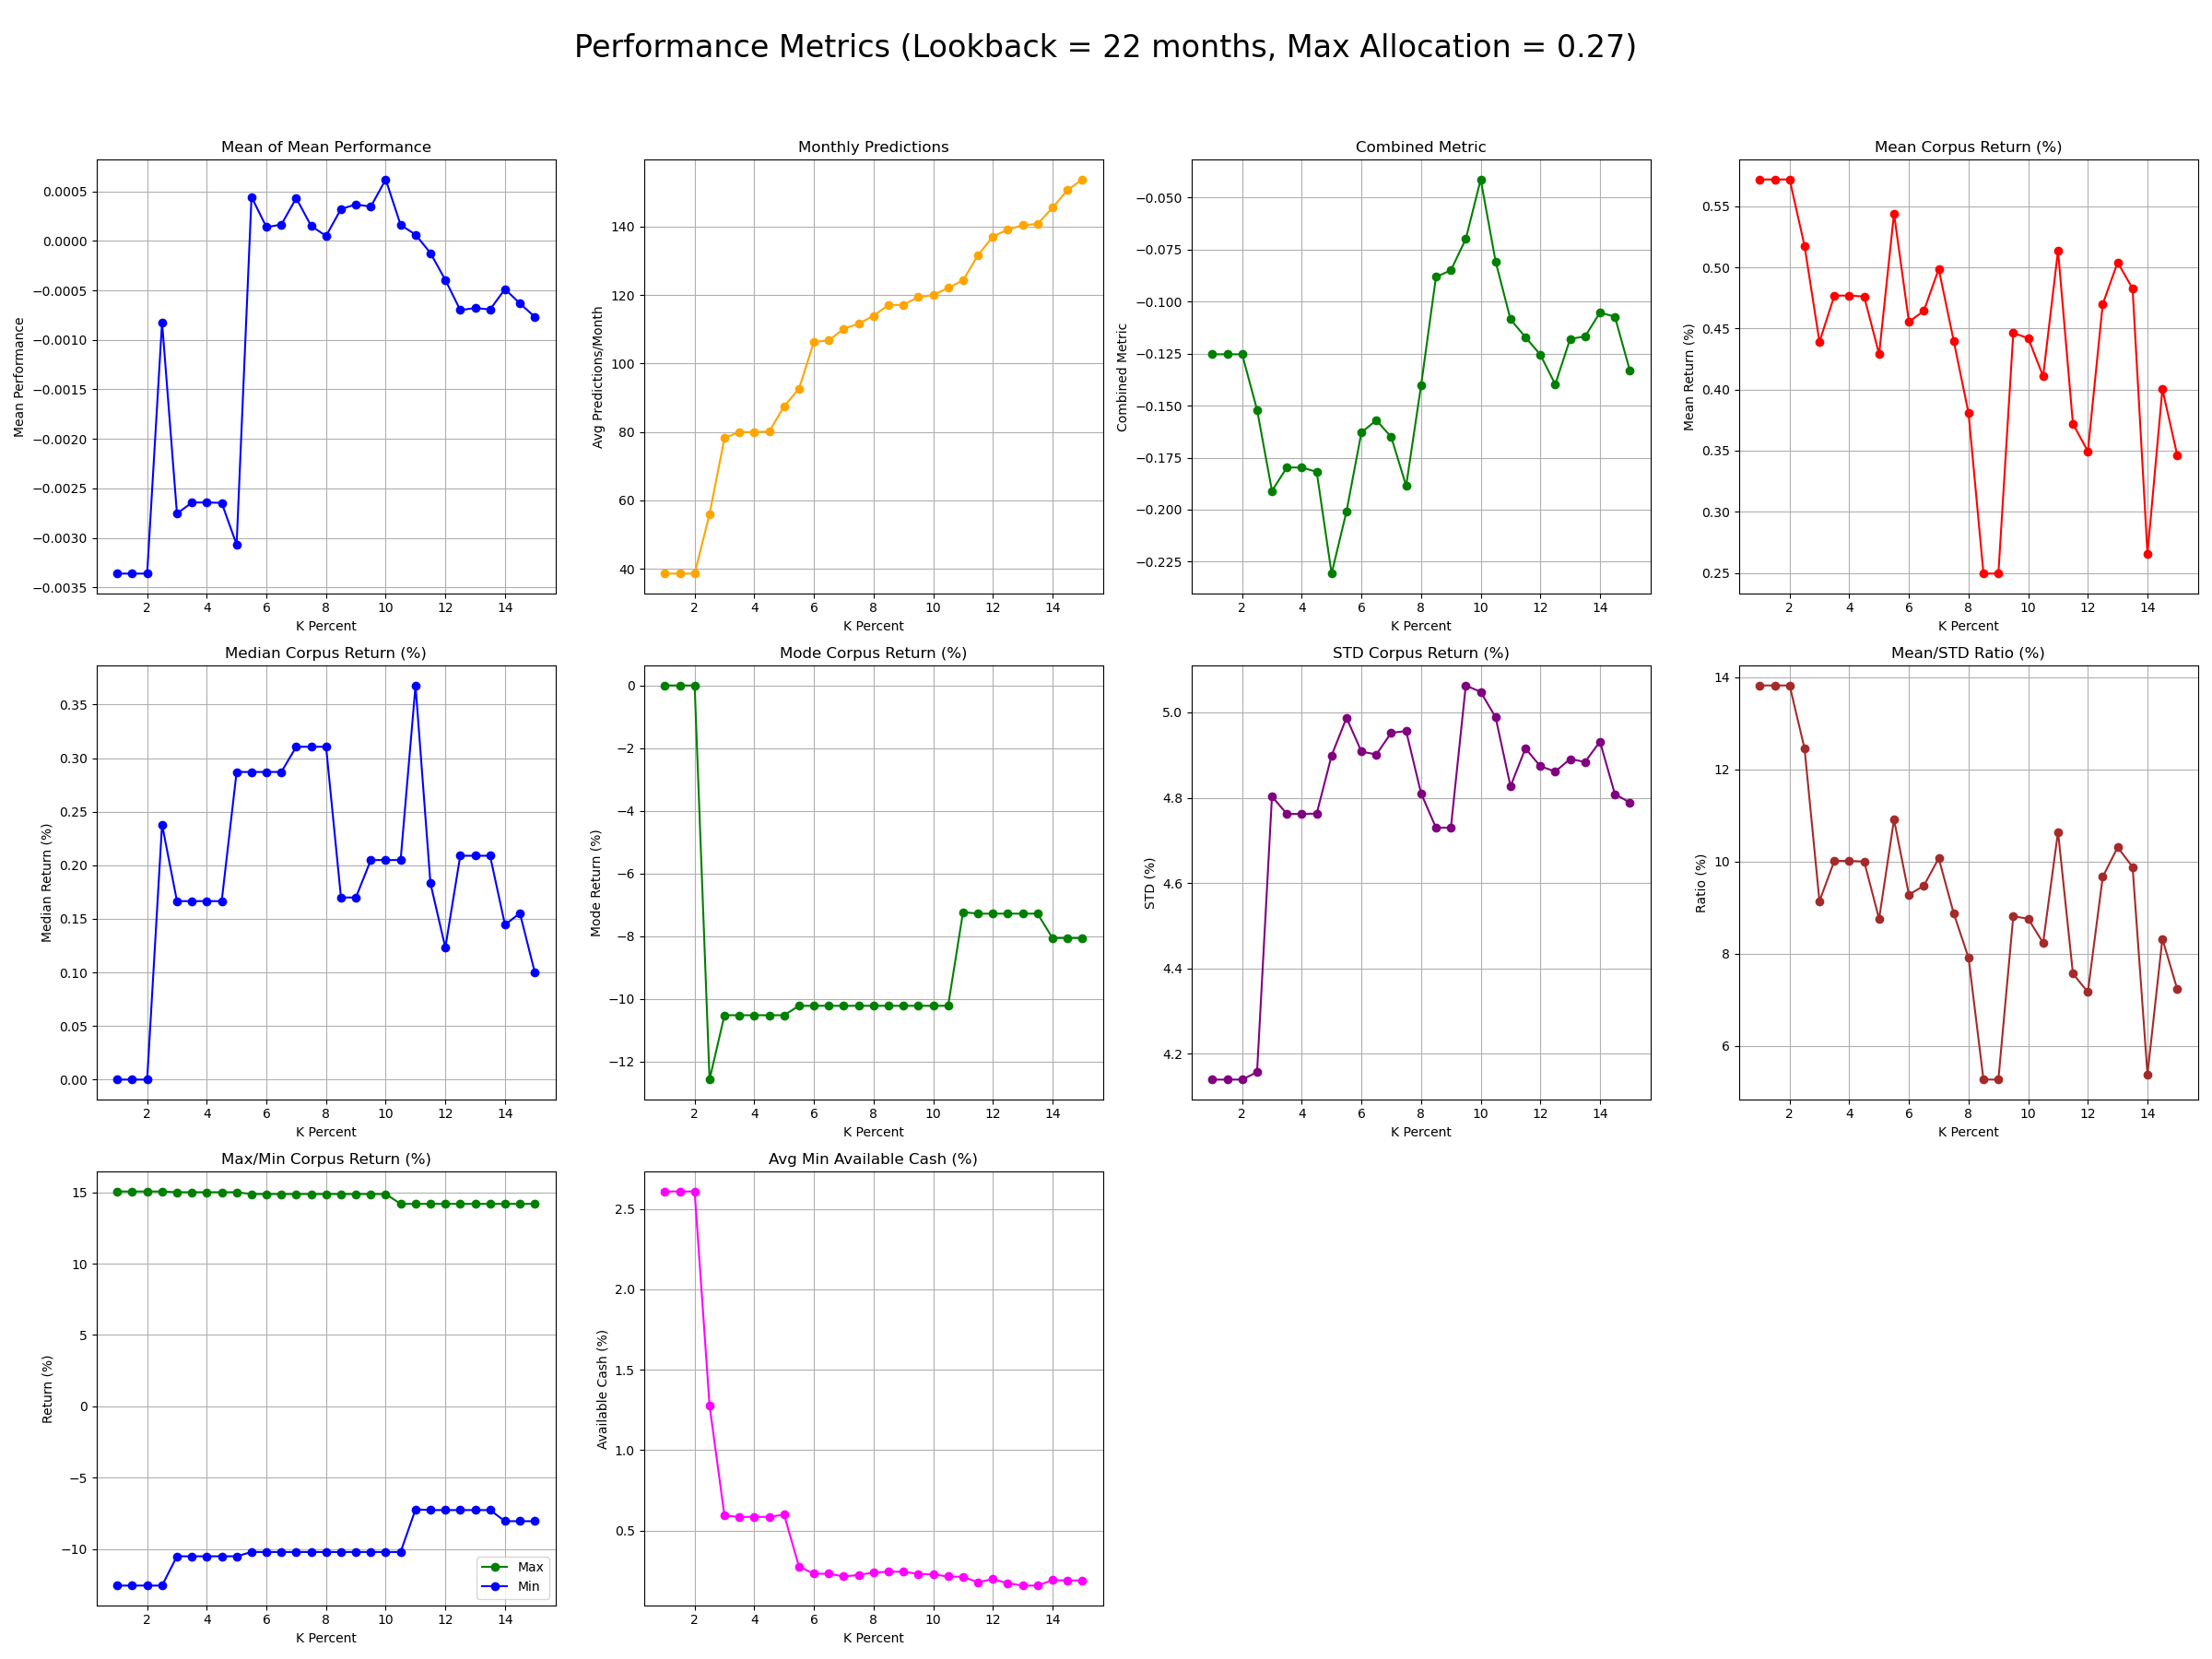 Performance Metrics (Lookback = 22 months, Max Allocation = 0.27)
Mean of Mean Performance
Mean Performance
0.0005
0.0000
−0.0005
−0.0010
−0.0015
−0.0020
−0.0025
−0.0030
−0.0035
2 4 6 8 10 12 14
K Percent
Monthly Predictions
Avg Predictions/Month
140
120
100
80
60
40
2 4 6 8 10 12 14
K Percent
Combined Metric
Combined Metric
−0.050
−0.075
−0.100
−0.125
−0.150
−0.175
−0.200
−0.225
2 4 6 8 10 12 14
K Percent
Mean Corpus Return (%)
Mean Return (%)
0.55
0.50
0.45
0.40
0.35
0.30
0.25
2 4 6 8 10 12 14
K Percent
Median Corpus Return (%)
Median Return (%)
0.35
0.30
0.25
0.20
0.15
0.10
0.05
0.00
2 4 6 8 10 12 14
K Percent
Mode Corpus Return (%)
Mode Return (%)
0
−2
−4
−6
−8
−10
−12
2 4 6 8 10 12 14
K Percent
STD Corpus Return (%)
STD (%)
5.0
4.8
4.6
4.4
4.2
2 4 6 8 10 12 14
K Percent
Mean/STD Ratio (%)
Ratio (%)
14
12
10
8
6
2 4 6 8 10 12 14
K Percent
Max/Min Corpus Return (%)
Return (%)
15
10
5
0
−5
−10
Max
Min
2 4 6 8 10 12 14
K Percent
Avg Min Available Cash (%)
Available Cash (%)
2.5
2.0
1.5
1.0
0.5
2 4 6 8 10 12 14
K Percent